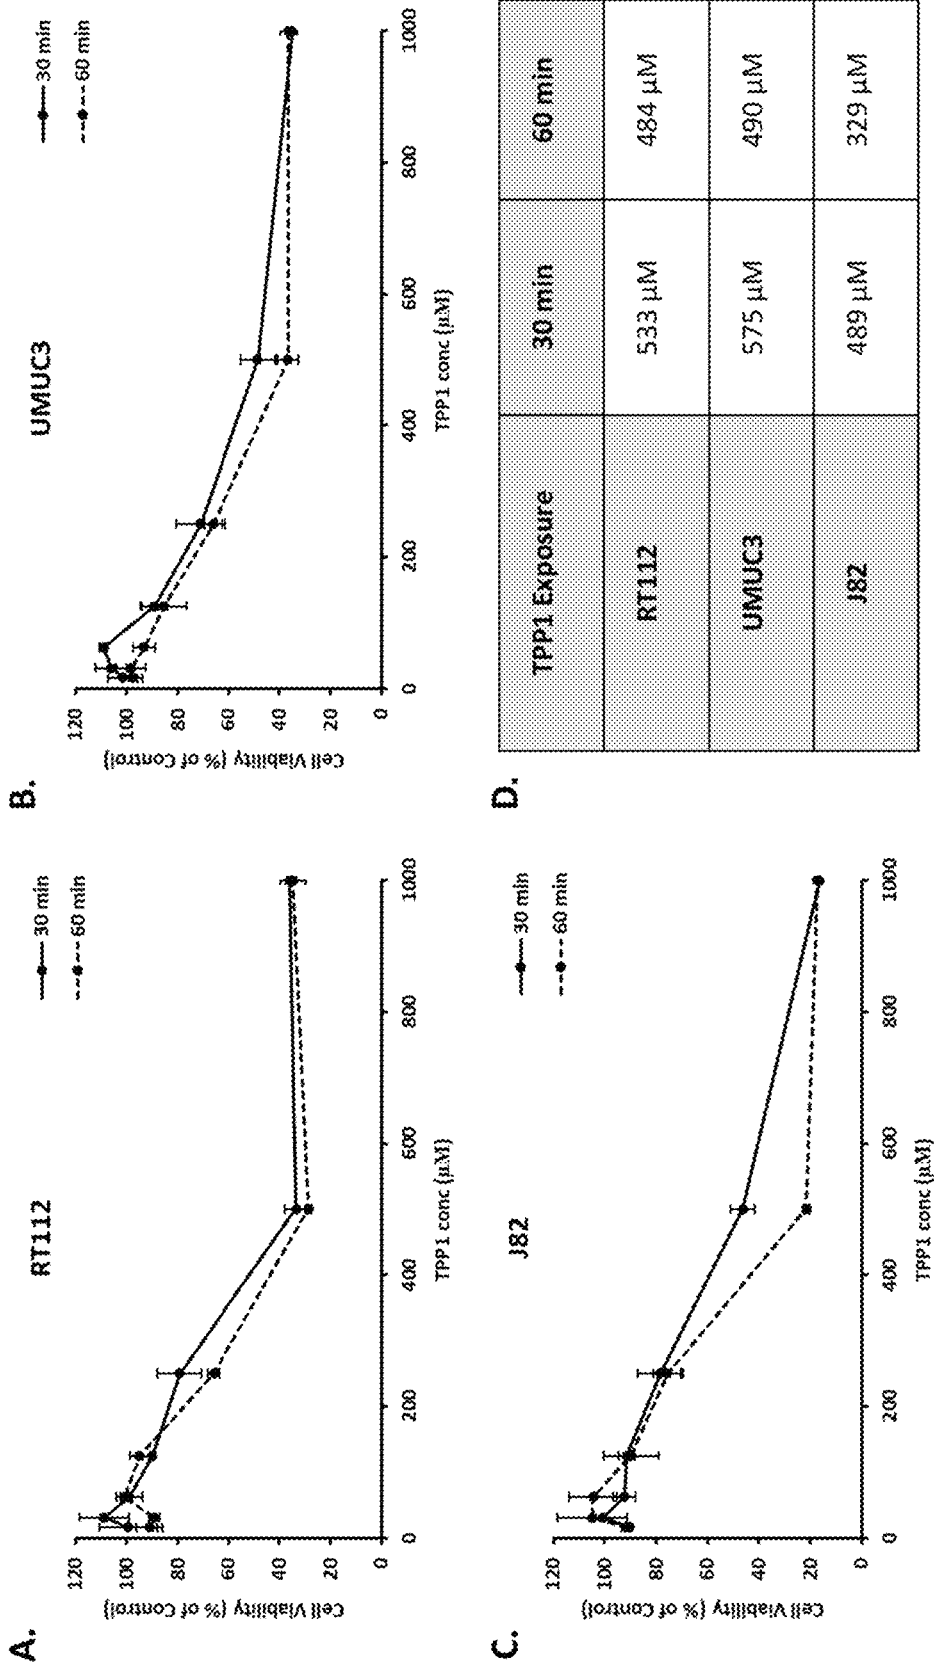 A.
RT112
30 min
60 min
Cell Viability (% of Control)
120
100
80
60
40
20
0
0 200 400 600 800 1000
TPP1 conc (µM)
B.
UMUC3
30 min
60 min
Cell Viability (% of Control)
120
100
80
60
40
20
0
0 200 400 600 800 1000
TPP1 conc (µM)
C.
J82
30 min
60 min
Cell Viability (% of Control)
120
100
80
60
40
20
0
0 200 400 600 800 1000
TPP1 conc (µM)
D.
TPP1 Exposure 30 min 60 min
RT112 533 µM 484 µM
UMUC3 575 µM 490 µM
J82 489 µM 329 µM